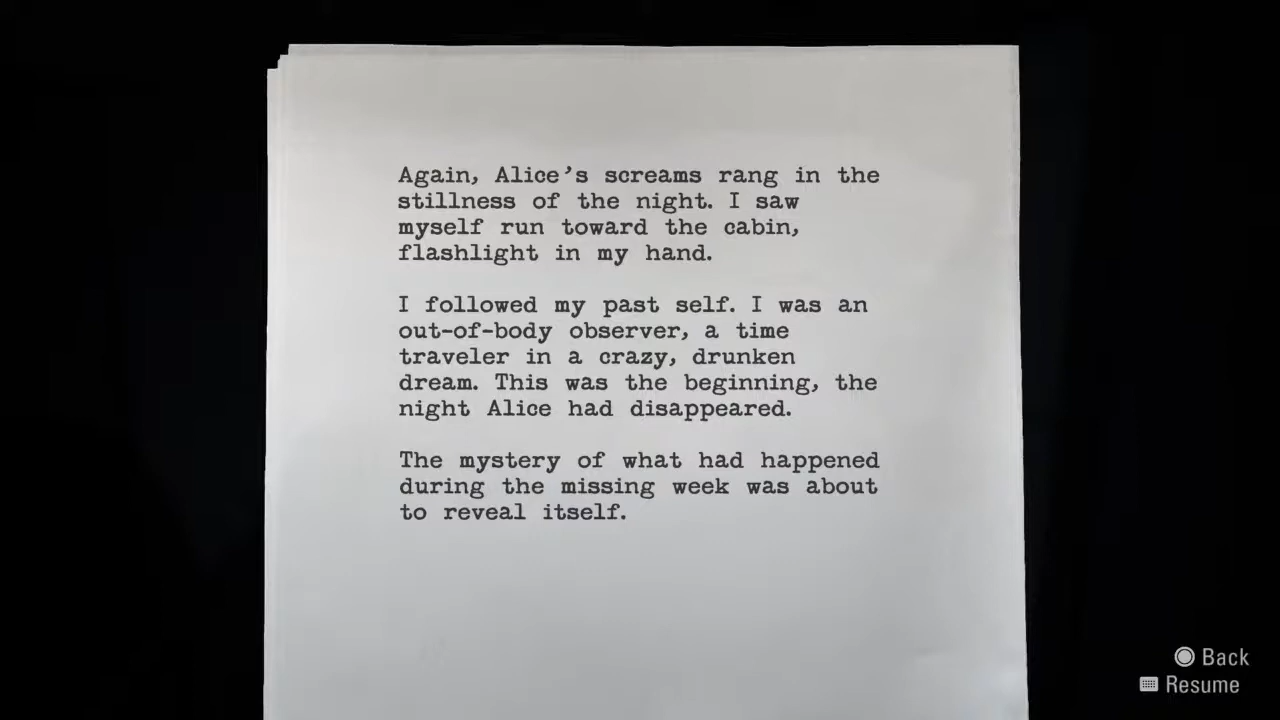 Again, Alice's screams rang in the
stillness of the night. I saw
myself run toward the cabin,
flashlight in my hand.
I followed my past self. I was an
out-of-body observer, a time
traveler in a crazy, drunken
dream. This was the beginning, the
night Alice had disappeared.
The mystery of what had happened
during the missing week was about
to reveal itself.
Back
Resume